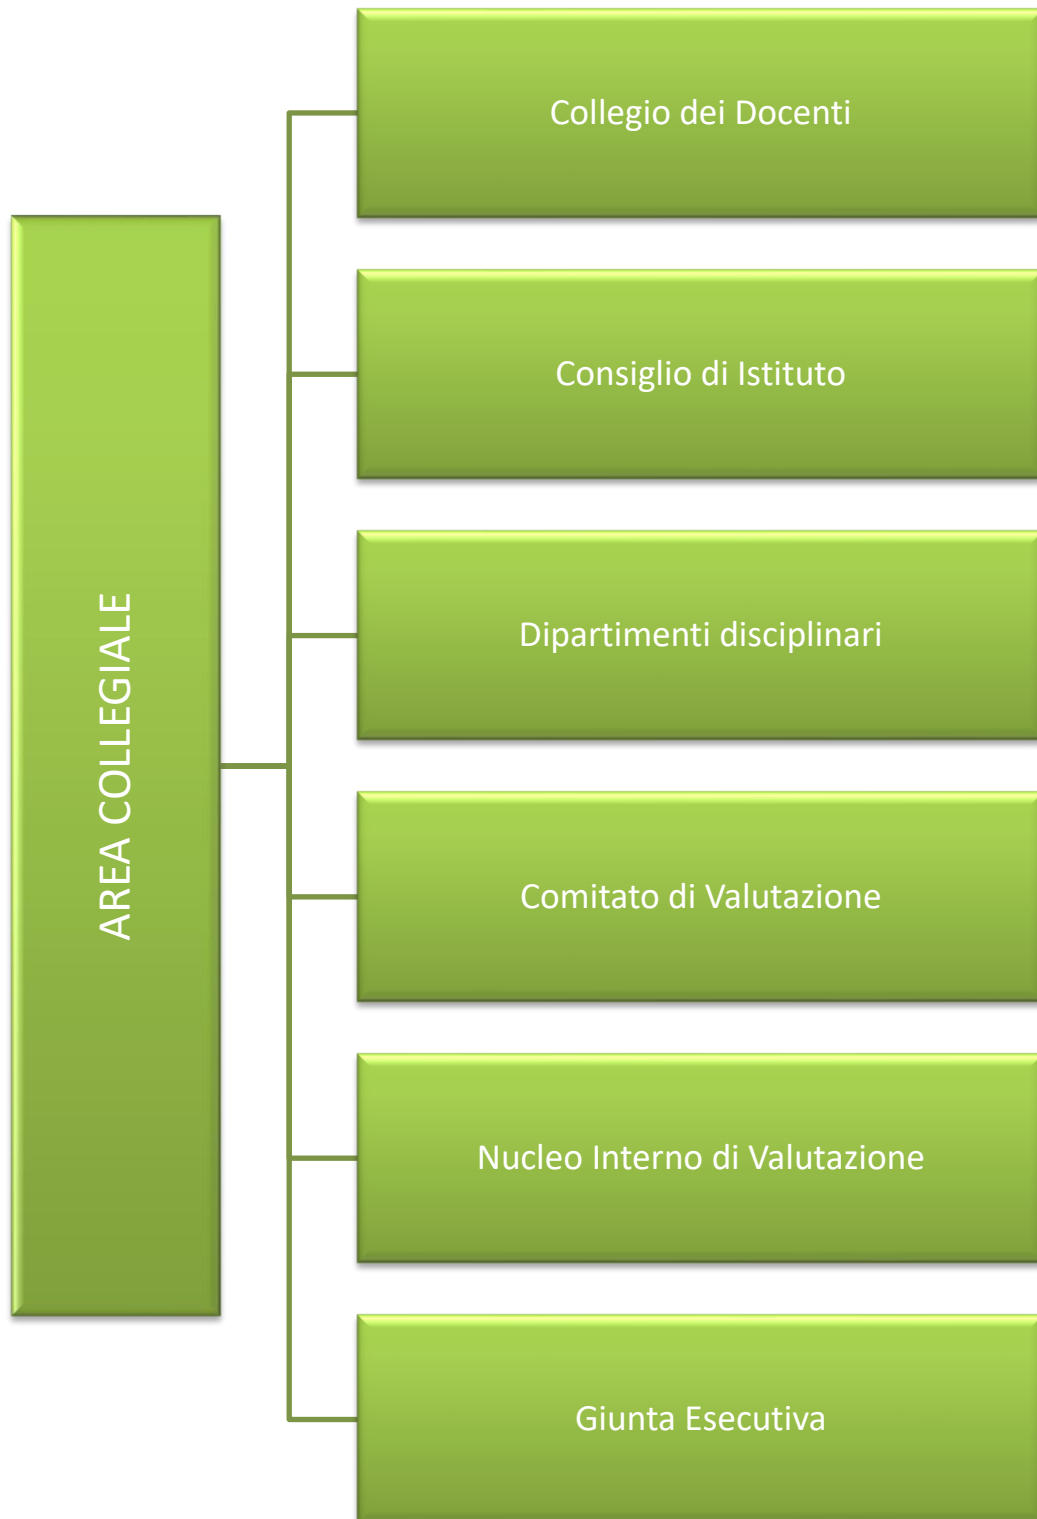 AREA COLLEGIALE
Collegio dei Docenti
Consiglio di Istituto
Dipartimenti disciplinari
Comitato di Valutazione
Nucleo Interno di Valutazione
Giunta Esecutiva